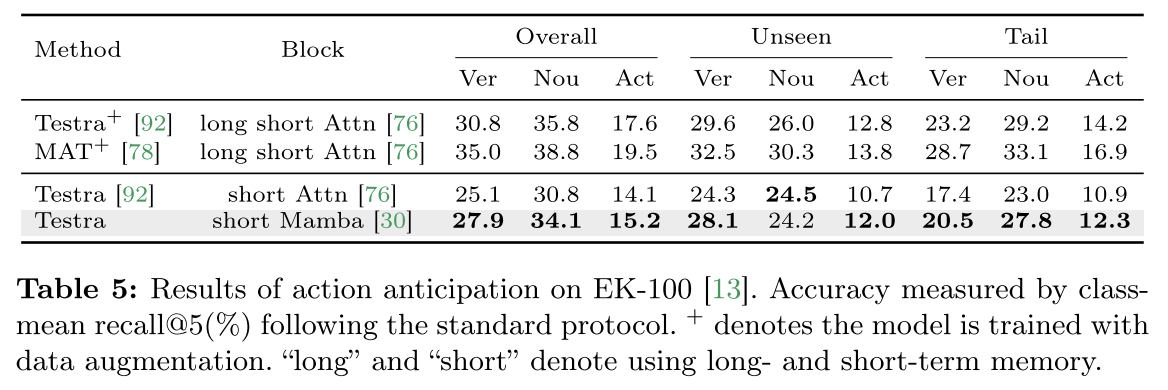 Method Block Overall Unseen Tail
Ver Nou Act Ver Nou Act Ver Nou Act
Testra+ [92] long short Attn [76] 30.8 35.8 17.6 29.6 26.0 12.8 23.2 29.2 14.2
MAT+ [78] long short Attn [76] 35.0 38.8 19.5 32.5 30.3 13.8 28.7 33.1 16.9
Testra [92] short Attn [76] 25.1 30.8 14.1 24.3 24.5 10.7 17.4 23.0 10.9
Testra short Mamba [30] 27.9 34.1 15.2 28.1 24.2 12.0 20.5 27.8 12.3
Table 5: Results of action anticipation on EK-100 [13]. Accuracy measured by class-
mean recall@5(%) following the standard protocol. + denotes the model is trained with
data augmentation. “long” and “short” denote using long- and short-term memory.